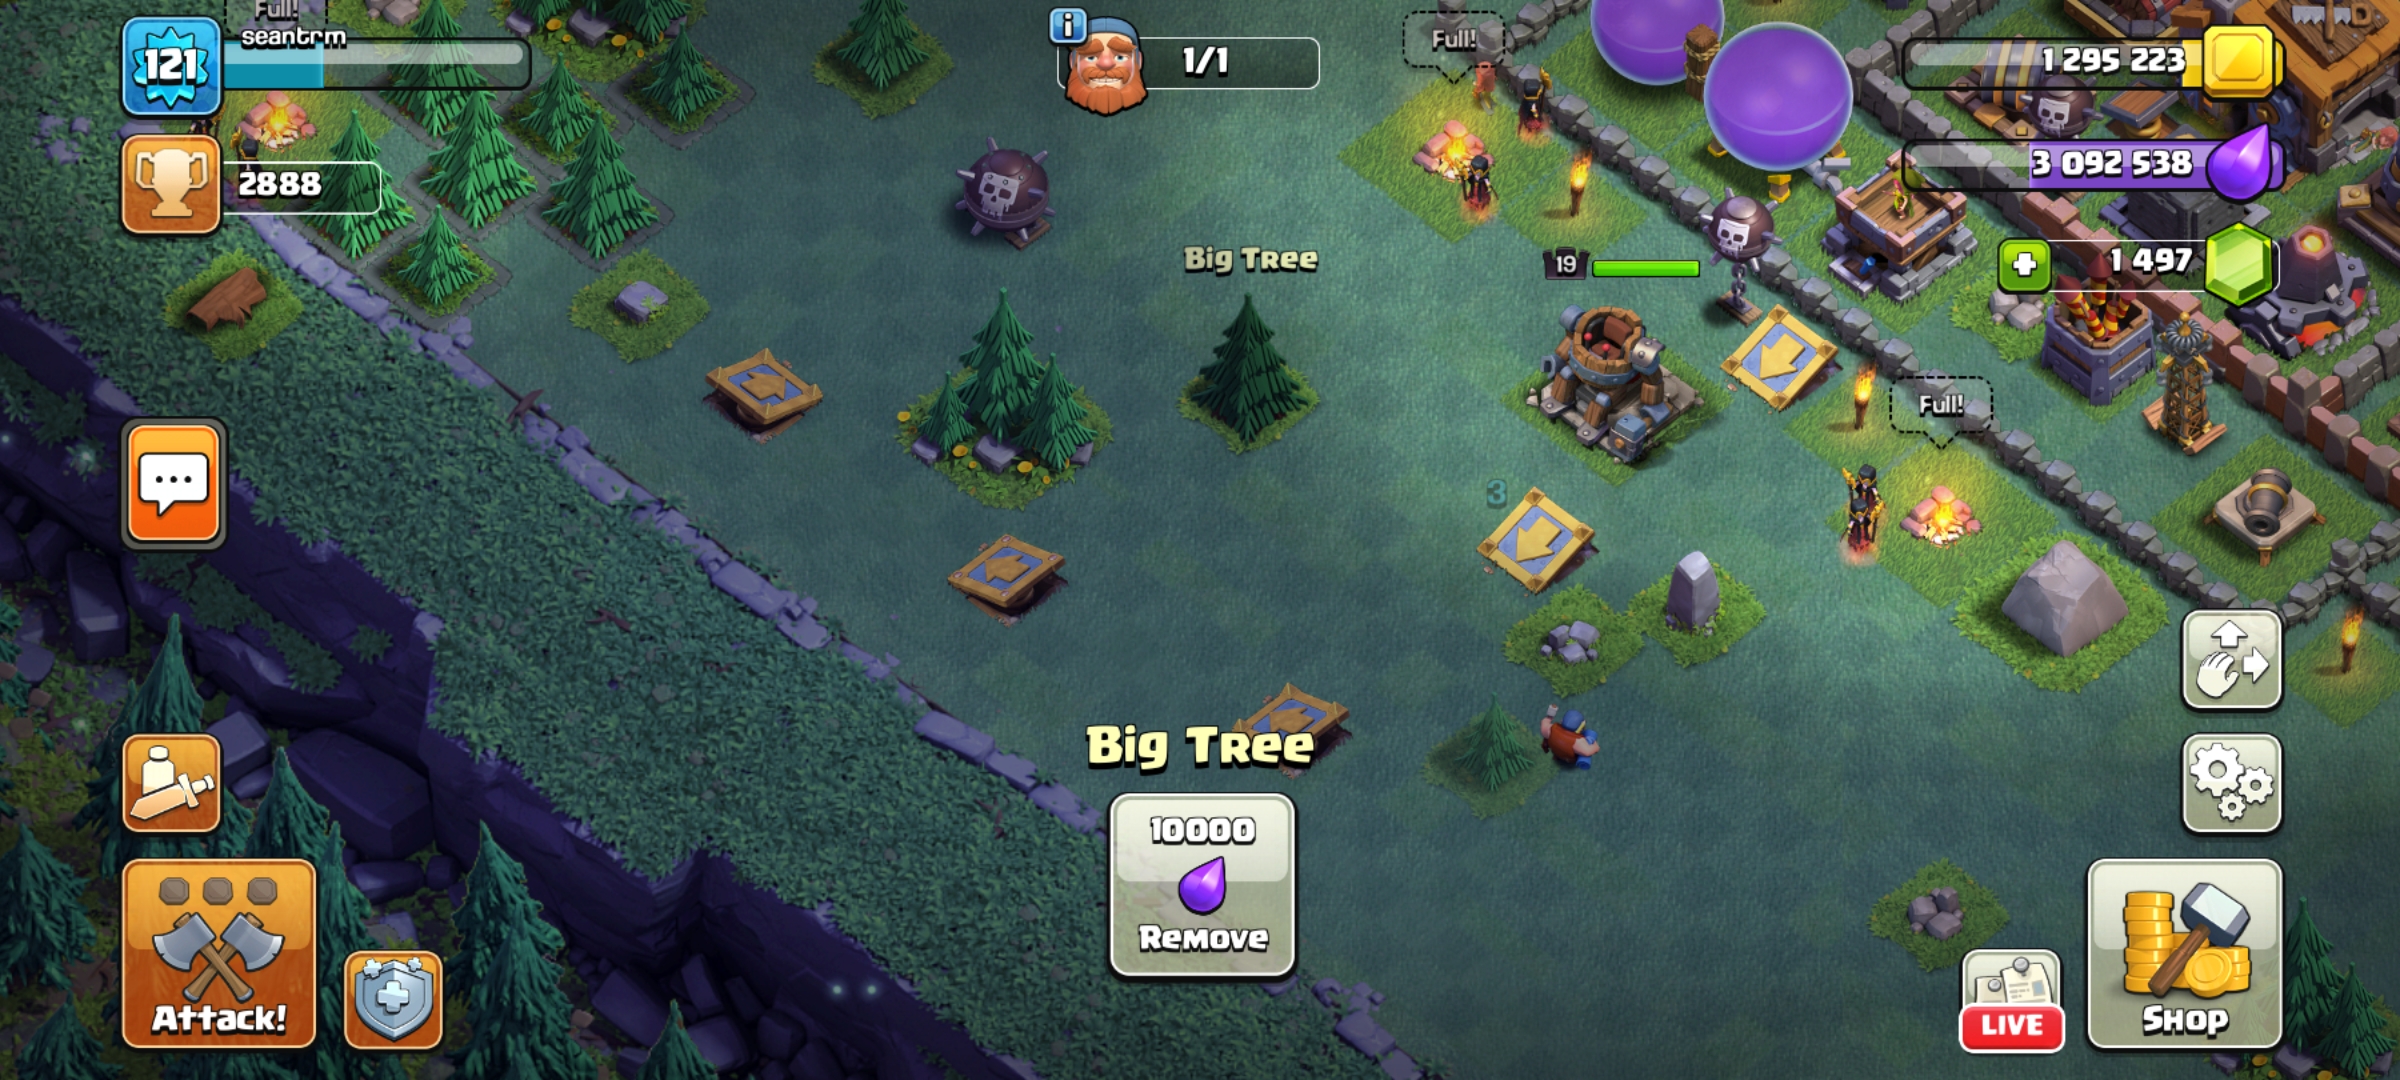 Full!
seantrm
121
2888
1/1
Full!
1 295 223
3 092 538
1 497
Big Tree
19
Full!
3
Big Tree
10000
Remove
Attack!
LIVE
Shop